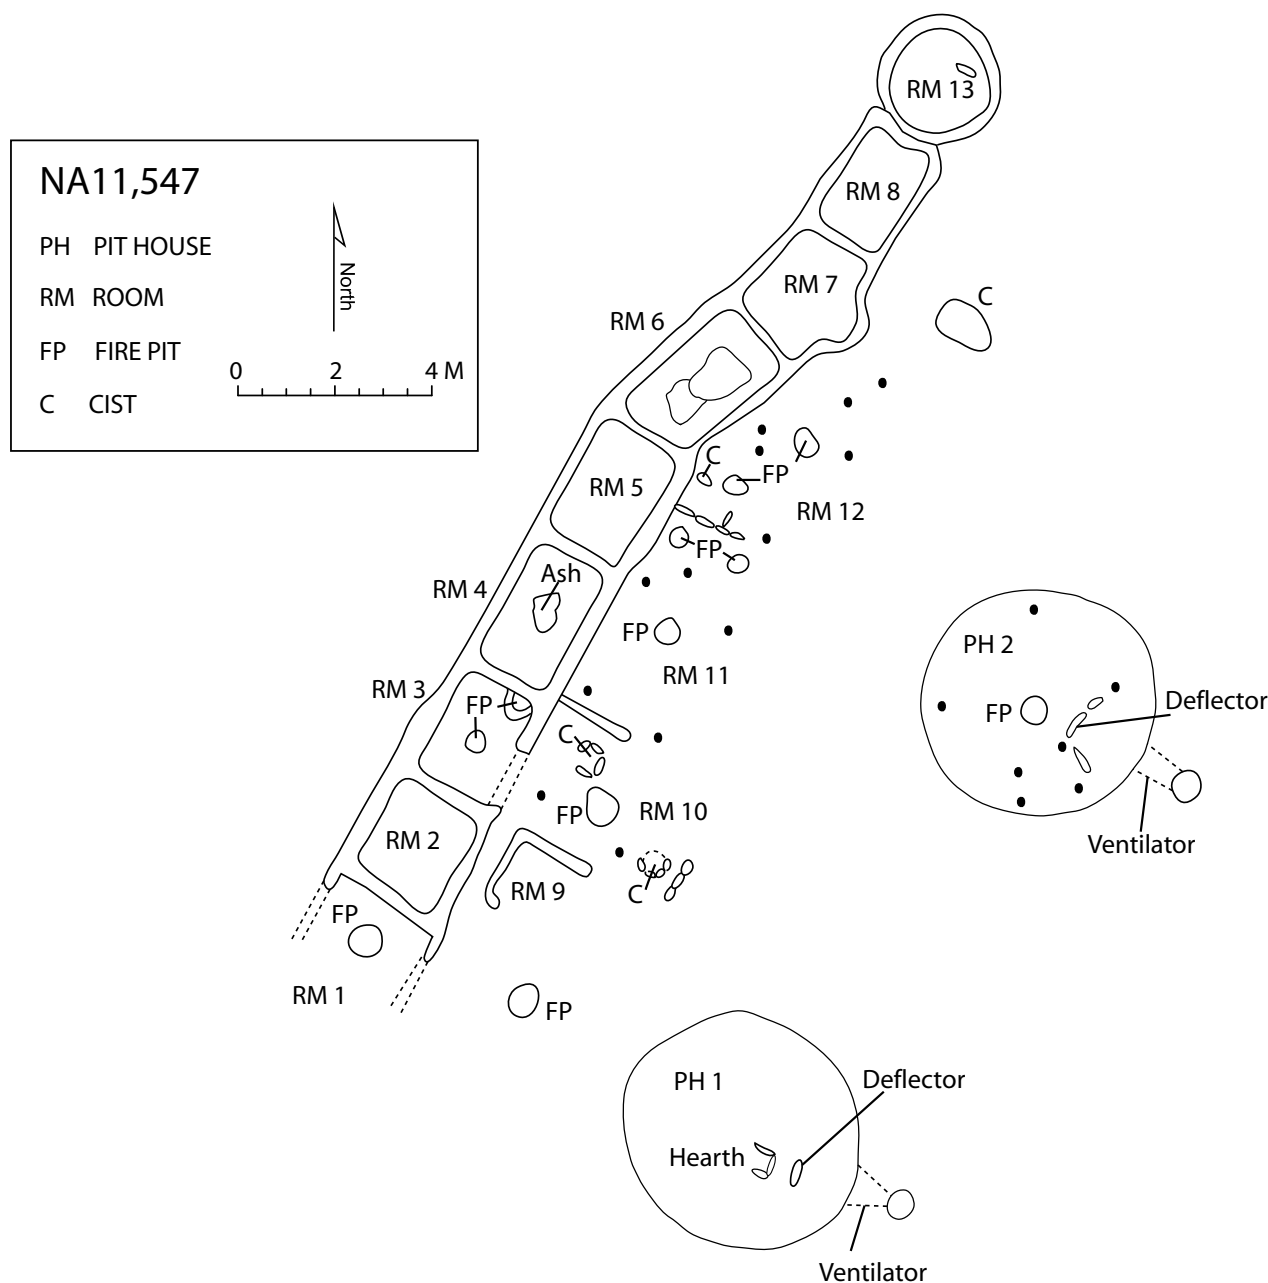 NA11,547
PH PIT HOUSE
RM ROOM
FP FIRE PIT
C CIST
North
0 2 4 M
RM 13
RM 8
RM 7
C
RM 6
C
FP
RM 5
RM 12
FP
Ash
RM 4
FP
RM 11
RM 3
FP
C
FP
RM 10
RM 2
RM 9
C
FP
RM 1
FP
PH 2
FP
Deflector
Ventilator
PH 1
Deflector
Hearth
Ventilator